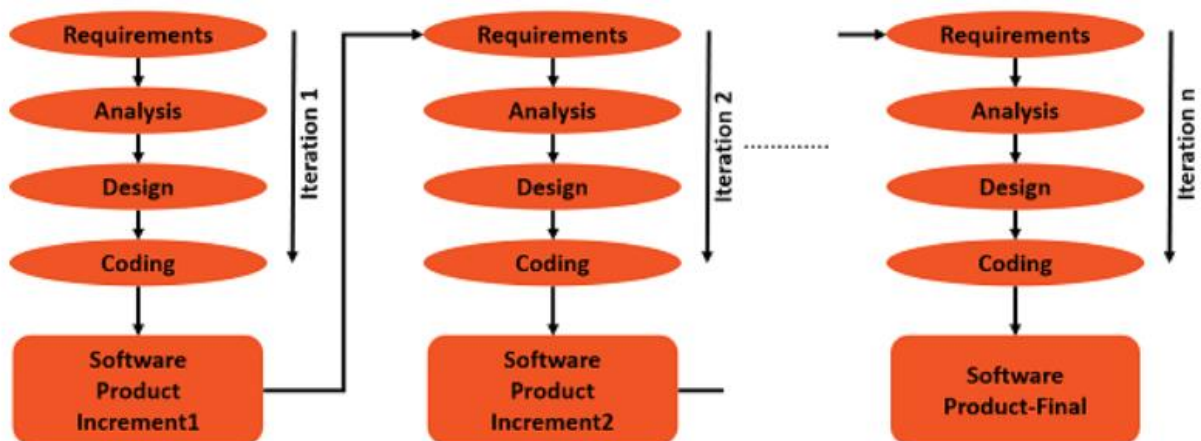 Requirements
Analysis
Design
Coding
Software
Product
Increment1
Iteration 1
Requirements
Analysis
Design
Coding
Software
Product
Increment2
Iteration 2
Requirements
Analysis
Design
Coding
Software
Product-Final
Iteration n